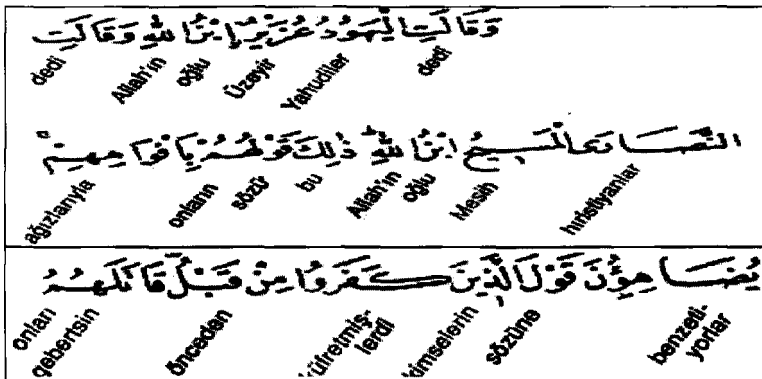 وَقَالَتِ الْيَهُودُ عُزَيْرٌ ابْنُ اللّٰهِ وَقَالَتِ
dedi Yahudiler Üzeyir oğlu Allah'ın dedi
النَّصَارَى الْمَسِيحُ ابْنُ اللّٰهِ ذٰلِكَ قَوْلُهُمْ بِاَفْوَاهِهِمْ
hıristiyanlar Mesih oğlu Allah'ın bu sözü onların ağızlarıyla
يُضَاهِؤُنَ قَوْلَ الَّذِينَ كَفَرُوا مِنْ قَبْلُ قَاتَلَهُمُ
benzeti-yorlar sözüne kimselerin küfretmiş-lerdi önceden gebertsin onları